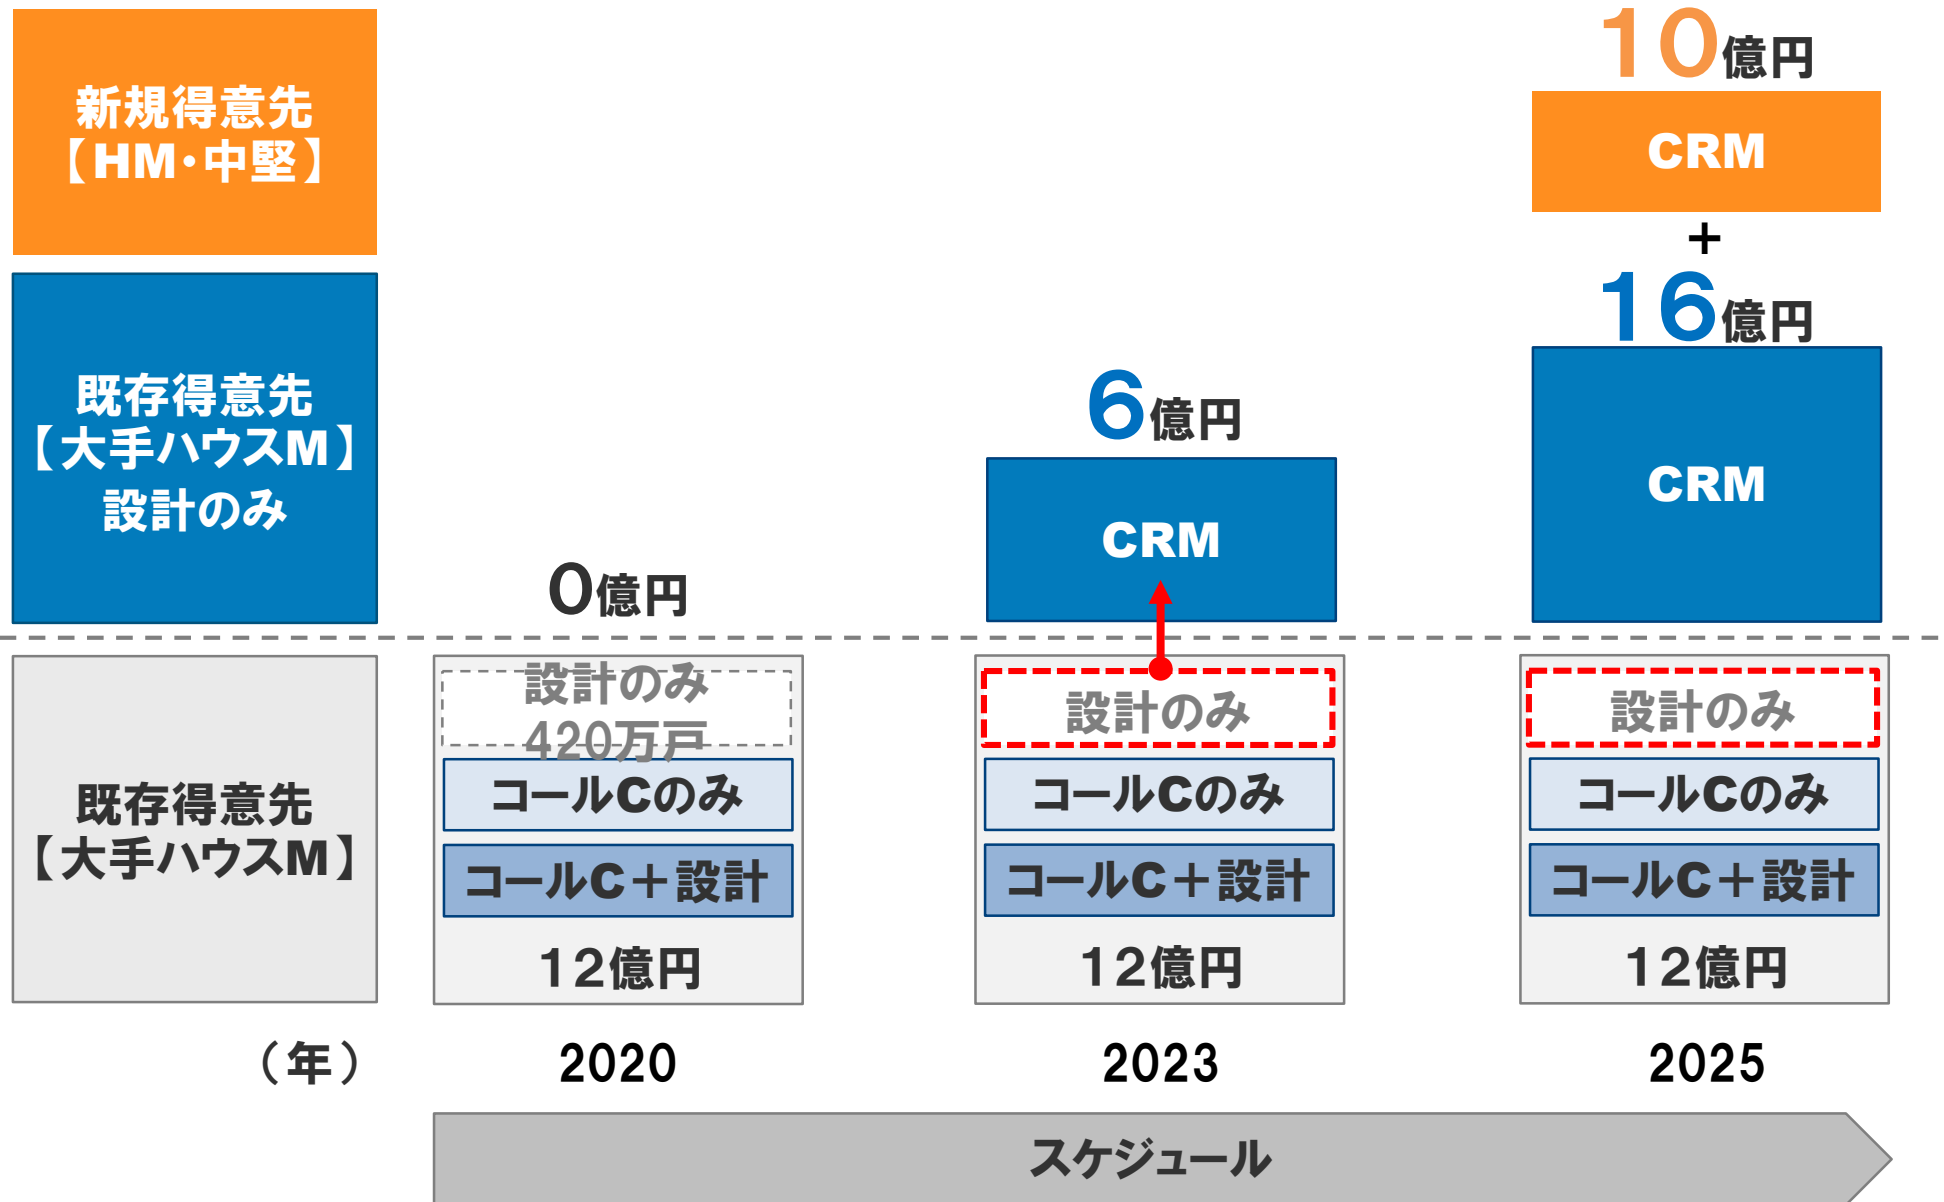 新規得意先
【HM・中堅】
10億円
CRM
+
16億円
既存得意先
【大手ハウスM】
設計のみ
0億円
6億円
CRM
CRM
既存得意先
【大手ハウスM】
設計のみ
420万戸
コールCのみ
コールC+設計
12億円
設計のみ
コールCのみ
コールC+設計
12億円
設計のみ
コールCのみ
コールC+設計
12億円
(年)
2020
2023
2025
スケジュール